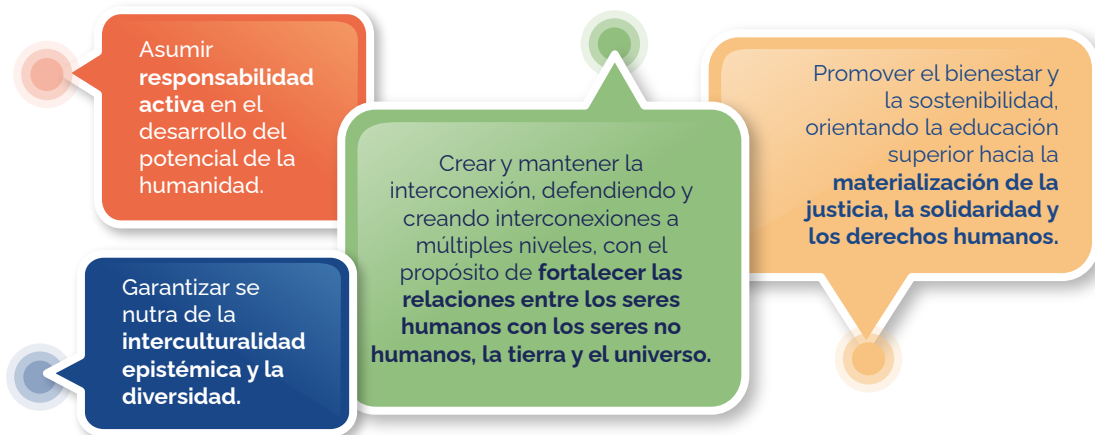 Asumir
responsabilidad
activa en el
desarrollo del
potencial de la
humanidad.
Garantizar se
nutra de la
interculturalidad
epistémica y la
diversidad.
Crear y mantener la
interconexión, defendiendo y
creando interconexiones a
múltiples niveles, con el
propósito de fortalecer las
relaciones entre los seres
humanos con los seres no
humanos, la tierra y el universo.
Promover el bienestar y
la sostenibilidad,
orientando la educación
superior hacia la
materialización de la
justicia, la solidaridad y
los derechos humanos.